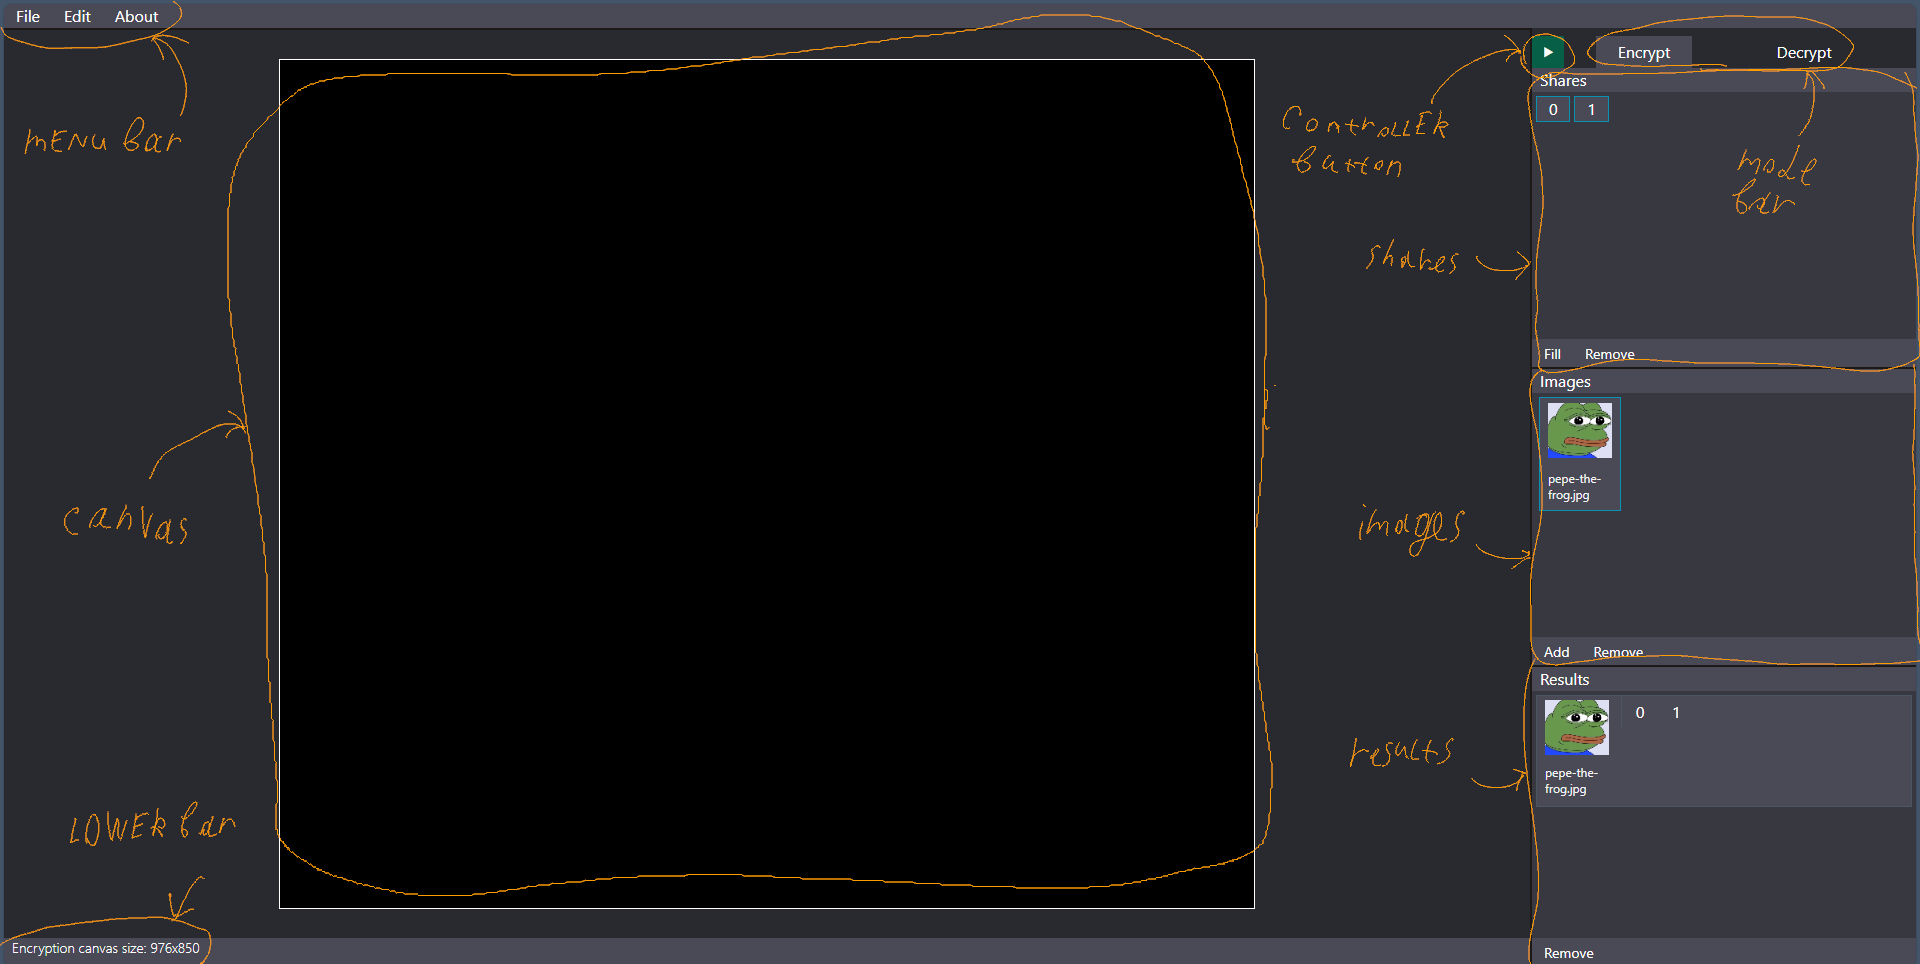 File Edit About
Encrypt Decrypt
Shares
0 1
mENu bar
ControLLEk
button
mode
bar
shares
Fill Remove
Images
pepe-the-
frog.jpg
canvas
images
Add Remove
Results
0 1
results
pepe-the-
frog.jpg
LOWEk bar
Encryption canvas size: 976x850
Remove